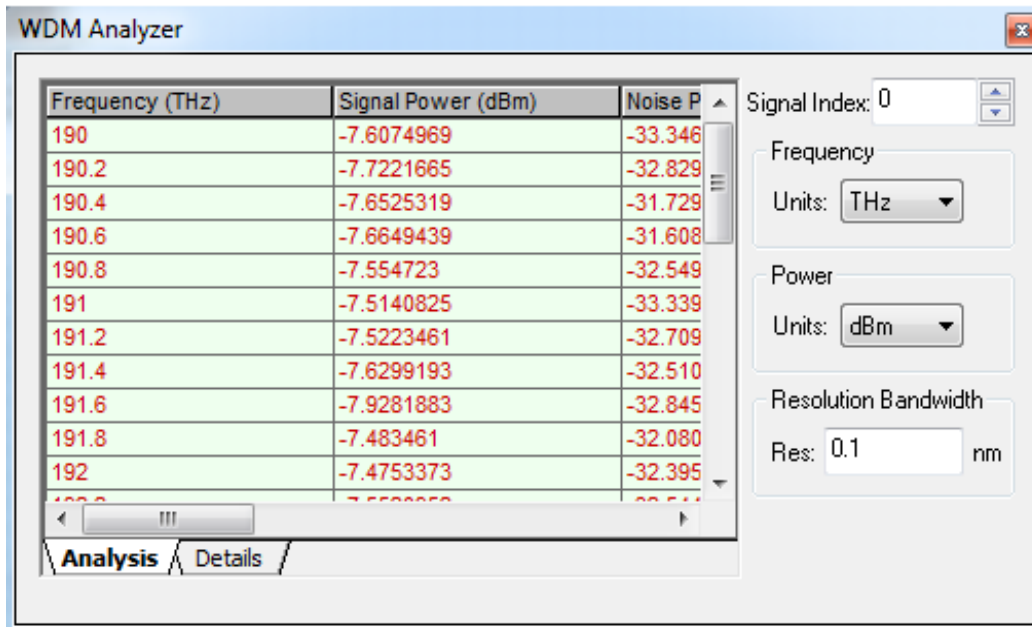 WDM Analyzer
Frequency (THz) Signal Power (dBm) Noise P
190 -7.6074969 -33.346
190.2 -7.7221665 -32.829
190.4 -7.6525319 -31.729
190.6 -7.6649439 -31.608
190.8 -7.554723 -32.549
191 -7.5140825 -33.339
191.2 -7.5223461 -32.709
191.4 -7.6299193 -32.510
191.6 -7.9281883 -32.845
191.8 -7.483461 -32.080
192 -7.4753373 -32.395
Analysis Details
Signal Index: 0
Frequency
Units: THz
Power
Units: dBm
Resolution Bandwidth
Res: 0.1 nm